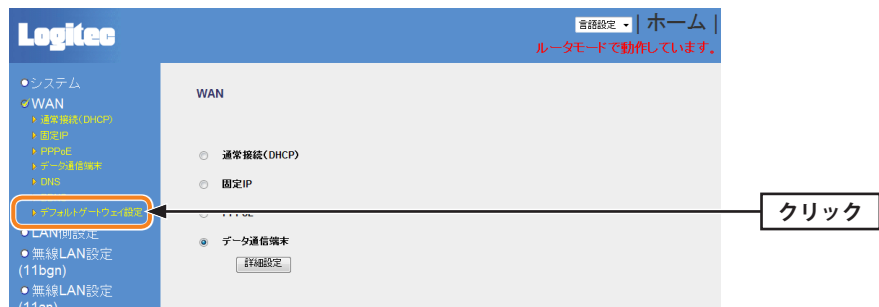 Logitec
言語設定
|ホーム|
ルータモードで動作しています。
システム
WAN
通常接続(DHCP)
固定IP
PPPoE
データ通信端末
DNS
デフォルトゲートウェイ設定
LAN側設定
無線LAN設定
(11bgn)
無線LAN設定
WAN
通常接続(DHCP)
固定IP
データ通信端末
詳細設定
クリック